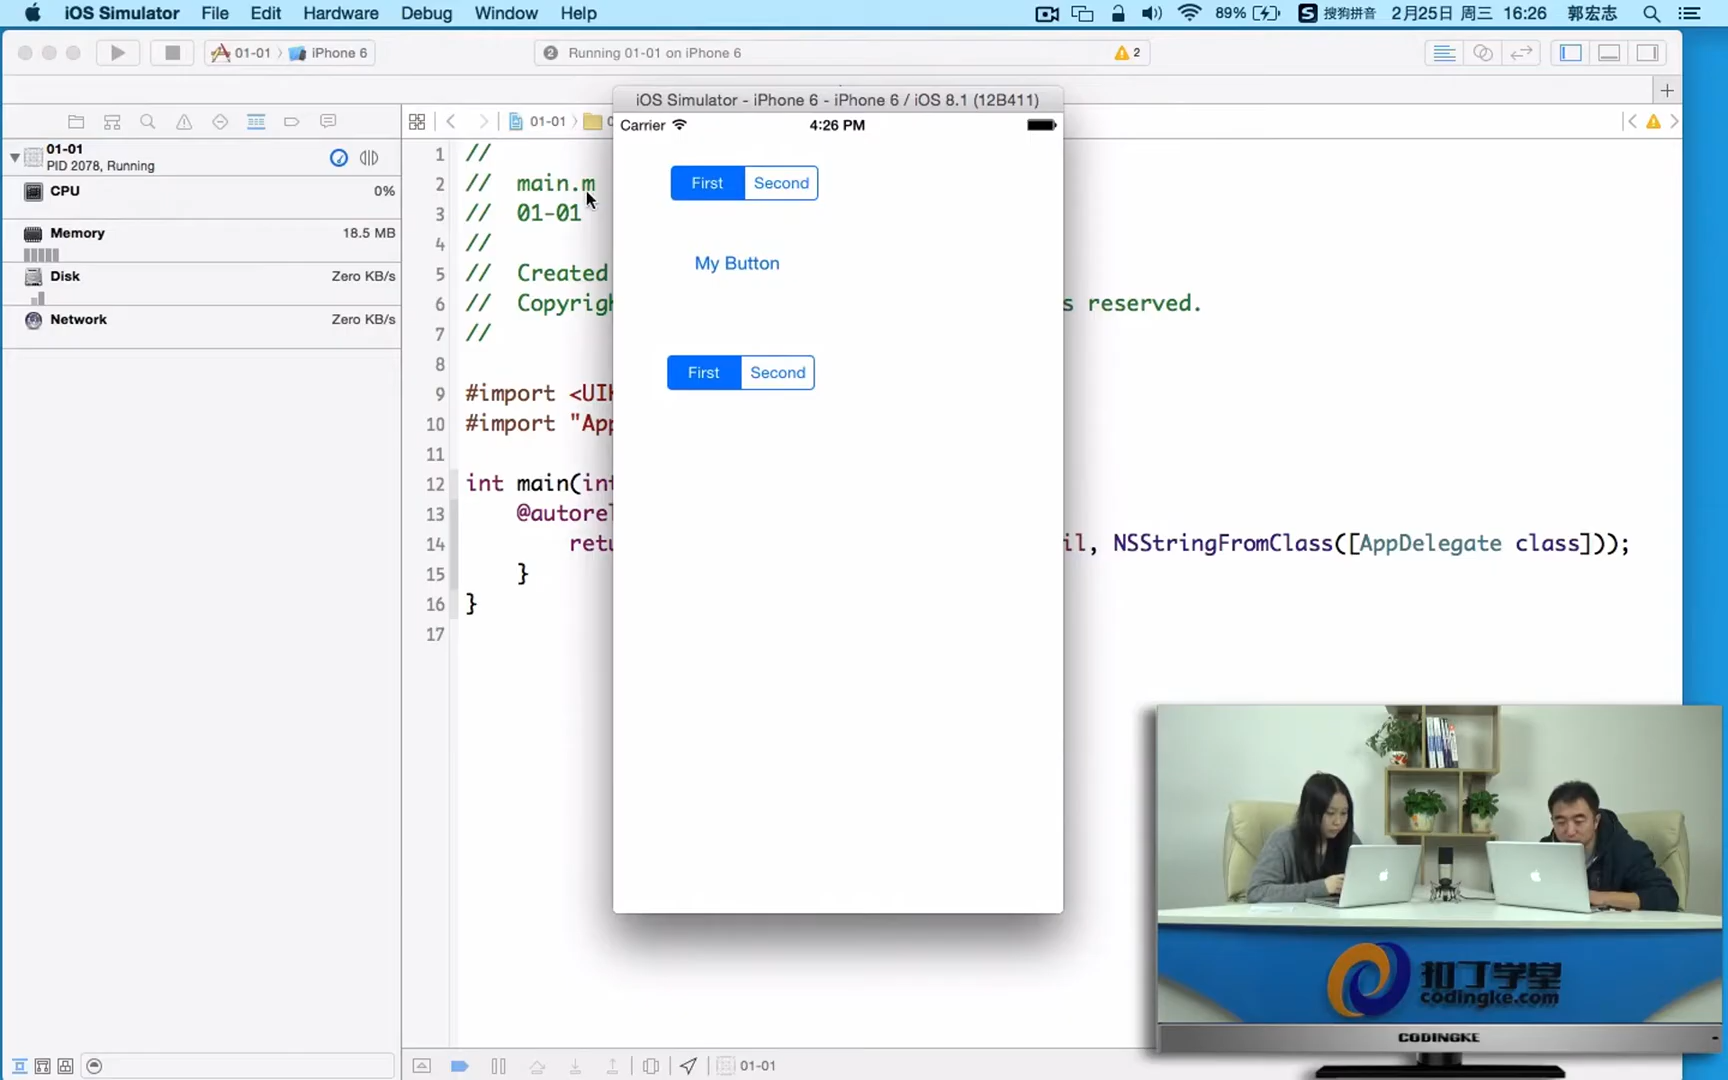 iOS Simulator File Edit Hardware Debug Window Help 89% S 搜狗拼音 2月25日 周三 16:26 郭宏志
01-01 iPhone 6 2 Running 01-01 on iPhone 6 2
iOS Simulator - iPhone 6 - iPhone 6 / iOS 8.1 (12B411)
01-01
Carrier 4:26 PM
01-01
PID 2078, Running
CPU 0%
Memory 18.5 MB
Disk Zero KB/s
Network Zero KB/s
1 //
2 // main.m
3 // 01-01
4 //
5 // Created
6 // Copyrig s reserved.
7 //
8
9 #import <UI
10 #import "App
11
12 int main(int
13 @autorel
14 retu il, NSStringFromClass([AppDelegate class]));
15 }
16 }
17
First Second
My Button
First Second
扣丁学堂
codingke.com
CODINGKE
01-01